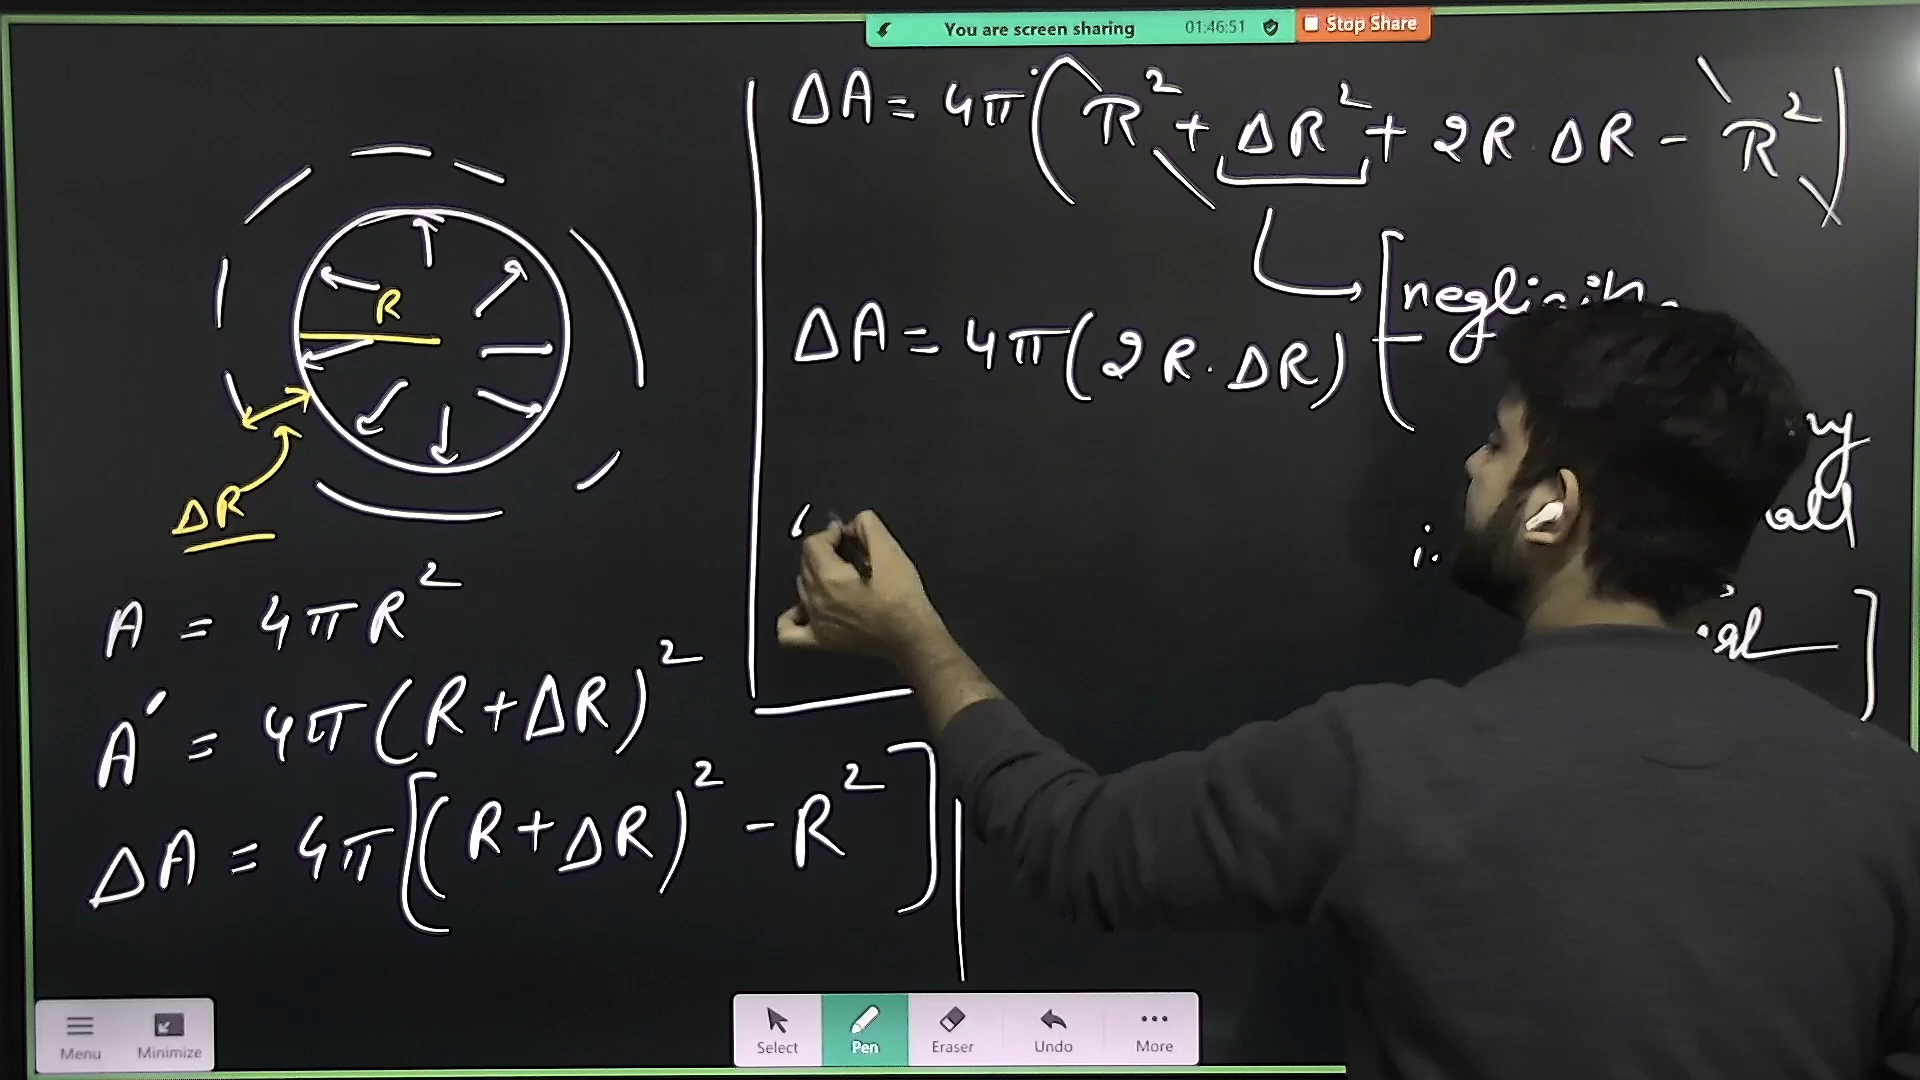 You are screen sharing 01:46:51 Stop Share
R
ΔR
A = 4πR²
A' = 4π(R+ΔR)²
ΔA = 4π[(R+ΔR)² - R²]
ΔA = 4π(R² + ΔR² + 2R.ΔR - R²)
ΔA = 4π(2R.ΔR)
Menu Minimize Select Pen Eraser Undo More